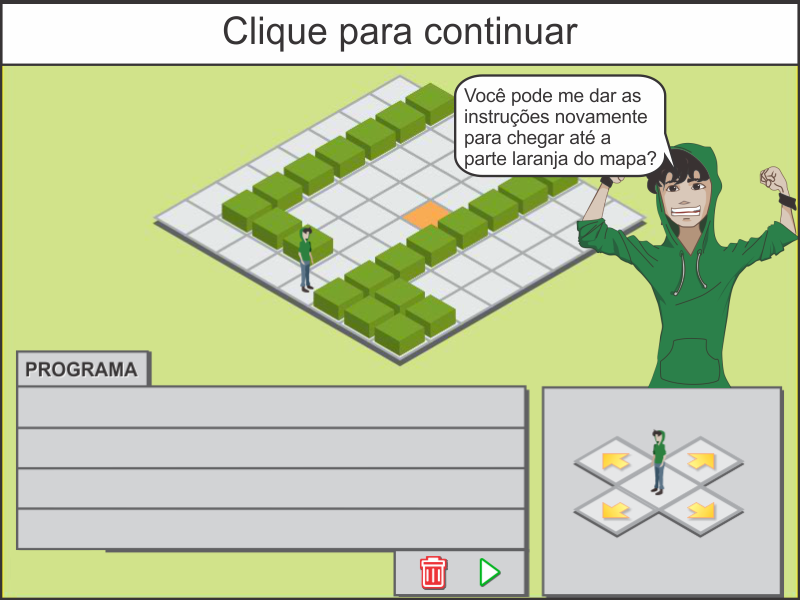 Clique para continuar
Você pode me dar as
instruções novamente
para chegar até a
parte laranja do mapa?
PROGRAMA